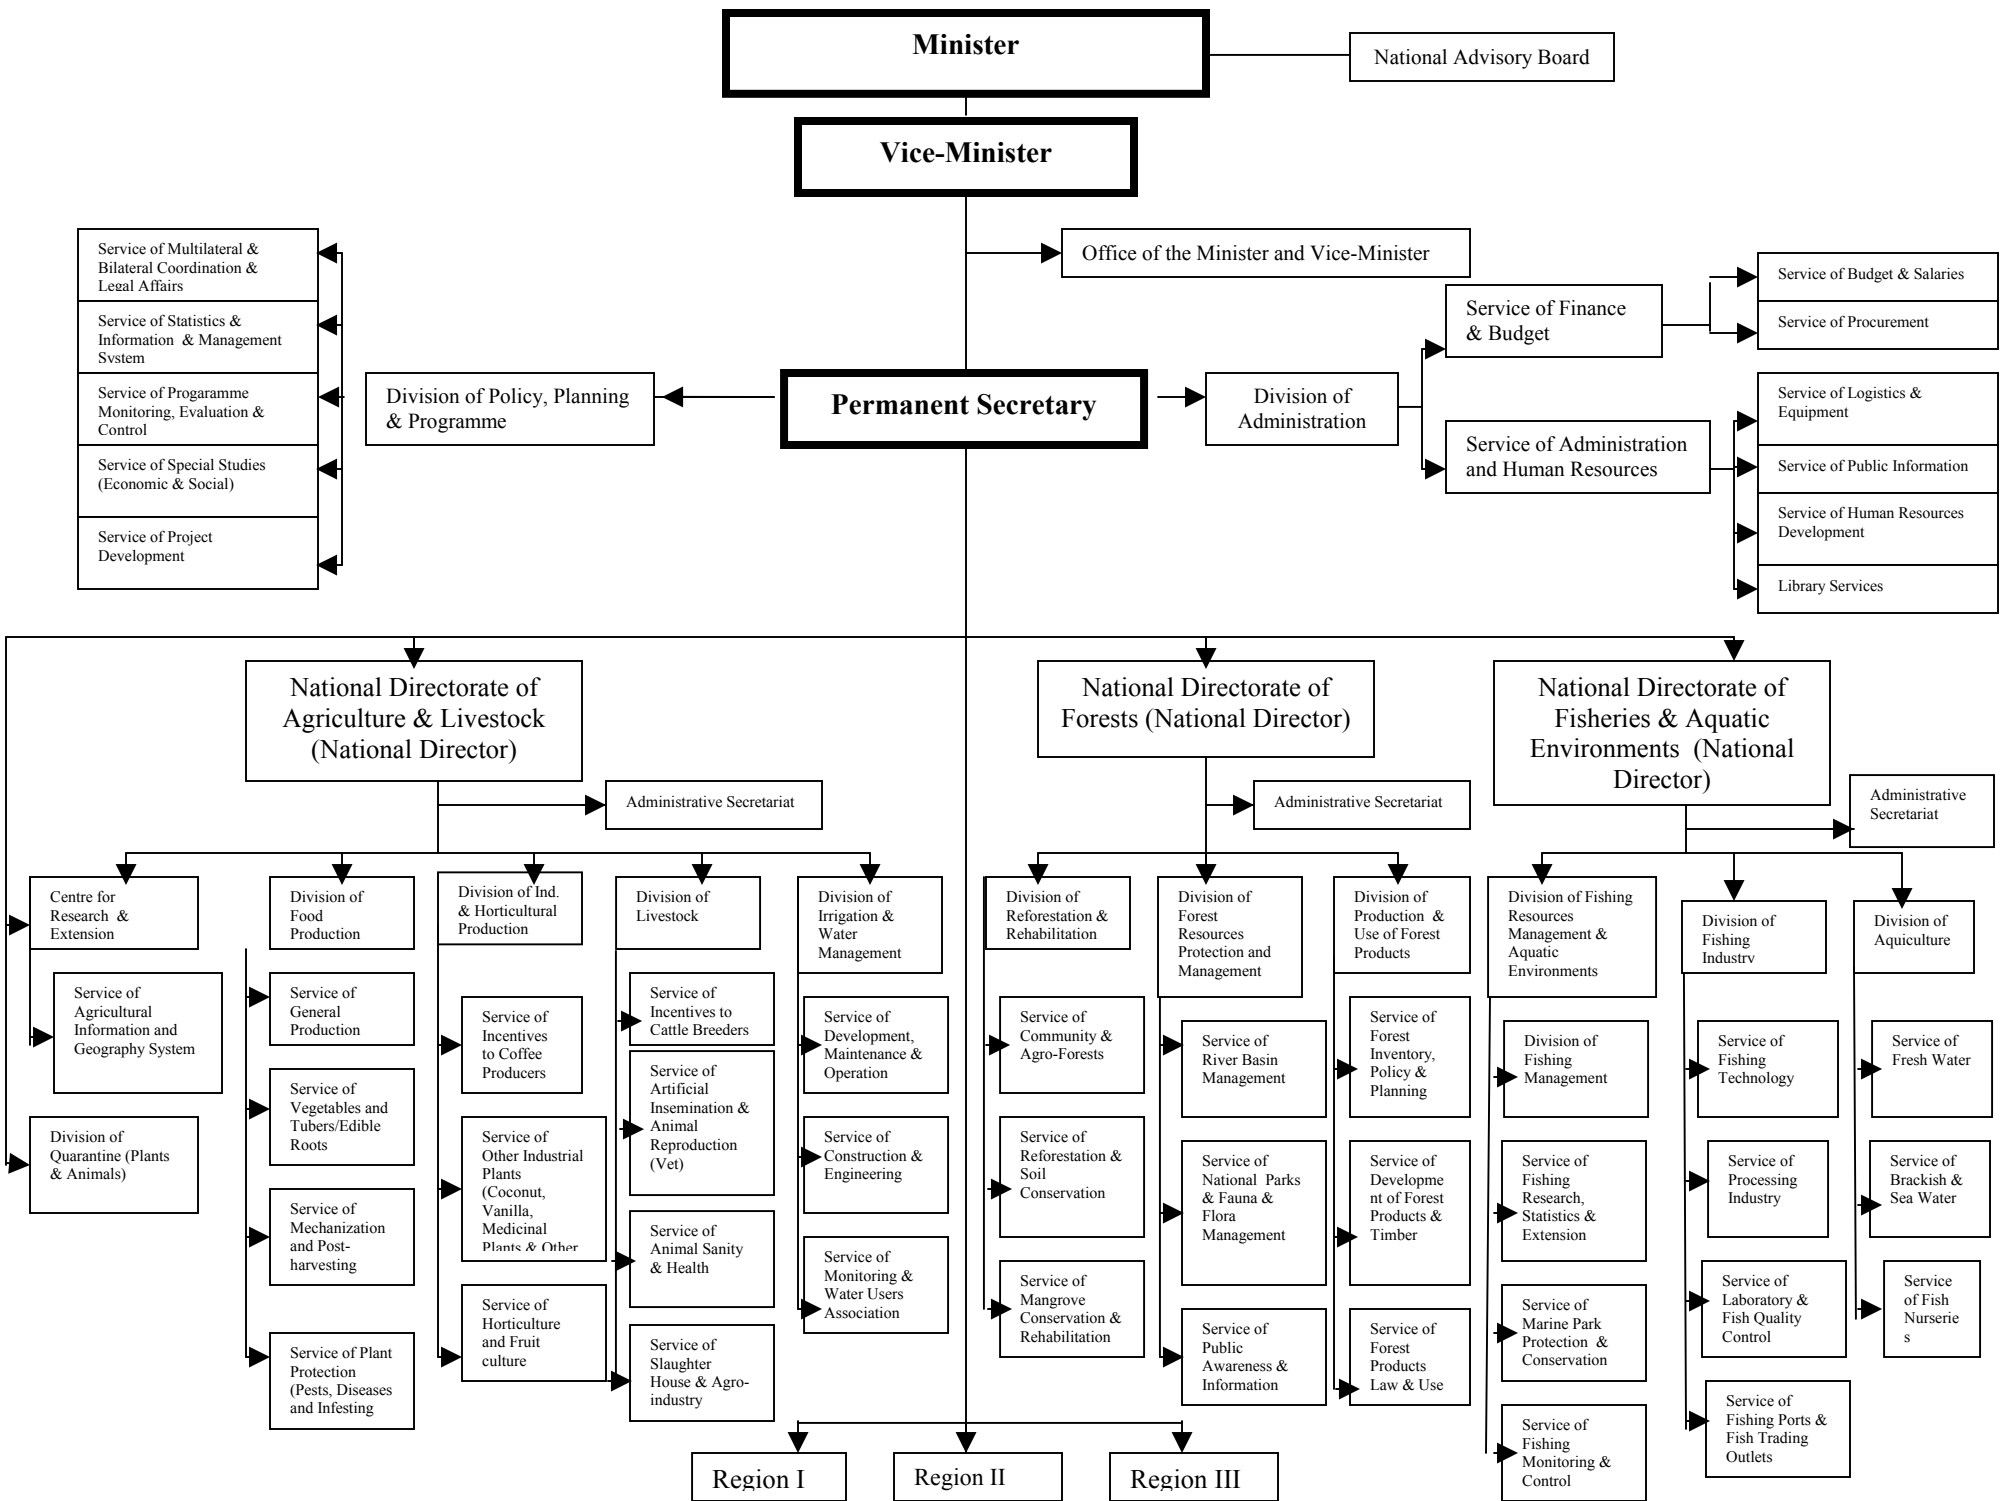 Minister
National Advisory Board
Vice-Minister
Office of the Minister and Vice-Minister
Service of Multilateral &
Bilateral Coordination &
Legal Affairs
Service of Statistics &
Information & Management
System
Service of Progaramme
Monitoring, Evaluation &
Control
Service of Special Studies
(Economic & Social)
Service of Project
Development
Division of Policy, Planning
& Programme
Permanent Secretary
Division of
Administration
Service of Finance
& Budget
Service of Administration
and Human Resources
Service of Budget & Salaries
Service of Procurement
Service of Logistics &
Equipment
Service of Public Information
Service of Human Resources
Development
Library Services
National Directorate of
Agriculture & Livestock
(National Director)
National Directorate of
Forests (National Director)
National Directorate of
Fisheries & Aquatic
Environments (National
Director)
Administrative Secretariat
Administrative Secretariat
Administrative
Secretariat
Centre for
Research &
Extension
Service of
Agricultural
Information and
Geography System
Division of
Quarantine (Plants
& Animals)
Division of
Food
Production
Service of
General
Production
Service of
Vegetables and
Tubers/Edible
Roots
Service of
Mechanization
and Post-
harvesting
Service of Plant
Protection
(Pests, Diseases
and Infesting
Division of Ind.
& Horticultural
Production
Service of
Incentives
to Coffee
Producers
Service of
Other Industrial
Plants
(Coconut,
Vanilla,
Medicinal
Plants & Other
Service of
Horticulture
and Fruit
culture
Division of
Livestock
Service of
Incentives to
Cattle Breeders
Service of
Artificial
Insemination &
Animal
Reproduction
(Vet)
Service of
Animal Sanity
& Health
Service of
Slaughter
House & Agro-
industry
Division of
Irrigation &
Water
Management
Service of
Development,
Maintenance &
Operation
Service of
Construction &
Engineering
Service of
Monitoring &
Water Users
Association
Division of
Reforestation &
Rehabilitation
Service of
Community &
Agro-Forests
Service of
Reforestation &
Soil
Conservation
Service of
Mangrove
Conservation &
Rehabilitation
Division of
Forest
Resources
Protection and
Management
Service of
River Basin
Management
Service of
National Parks
& Fauna &
Flora
Management
Service of
Public
Awareness &
Information
Division of
Production &
Use of Forest
Products
Service of
Forest
Inventory,
Policy &
Planning
Service of
Developme
nt of Forest
Products &
Timber
Service of
Forest
Products
Law & Use
Division of Fishing
Resources
Management &
Aquatic
Environments
Division of
Fishing
Management
Service of
Fishing
Research,
Statistics &
Extension
Service of
Marine Park
Protection &
Conservation
Service of
Fishing
Monitoring &
Control
Division of
Fishing
Industry
Service of
Fishing
Technology
Service of
Processing
Industry
Service of
Laboratory &
Fish Quality
Control
Service of
Fishing Ports &
Fish Trading
Outlets
Division of
Aquiculture
Service of
Fresh Water
Service of
Brackish &
Sea Water
Service
of Fish
Nurserie
s
Region I
Region II
Region III